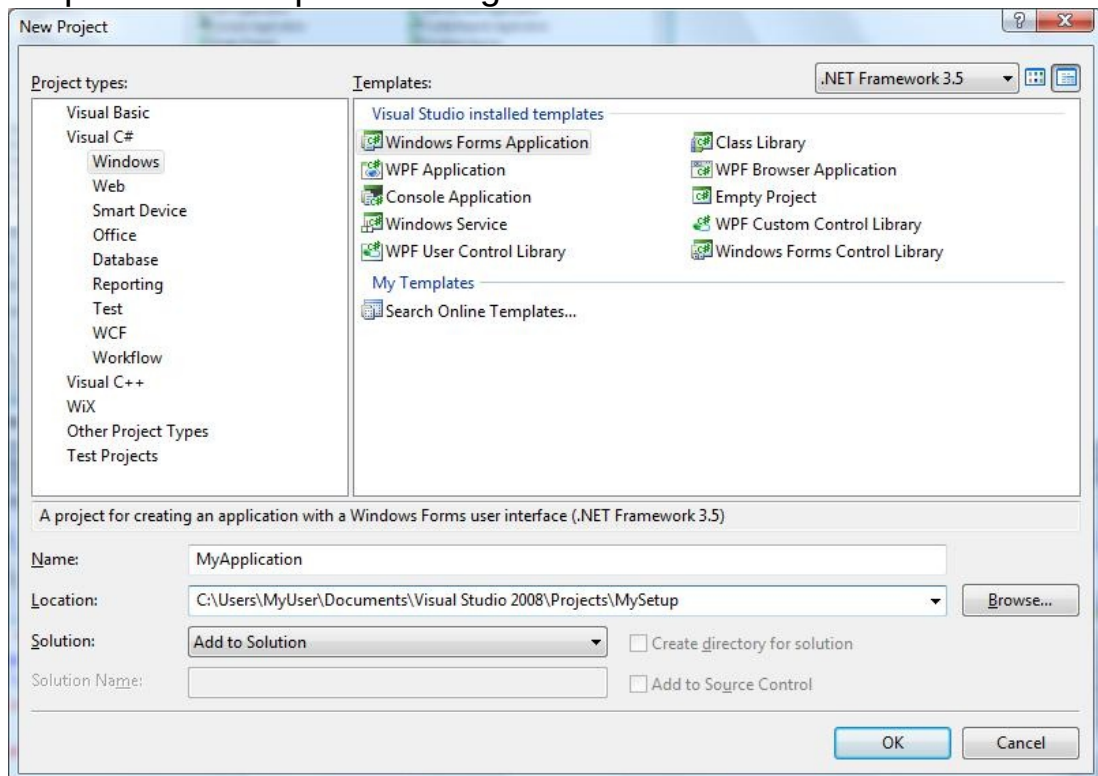 New Project
Project types:
Templates:
.NET Framework 3.5
Visual Basic
Visual C#
Windows
Web
Smart Device
Office
Database
Reporting
Test
WCF
Workflow
Visual C++
WiX
Other Project Types
Test Projects
Visual Studio installed templates
Windows Forms Application
Class Library
WPF Application
WPF Browser Application
Console Application
Empty Project
Windows Service
WPF Custom Control Library
WPF User Control Library
Windows Forms Control Library
My Templates
Search Online Templates...
A project for creating an application with a Windows Forms user interface (.NET Framework 3.5)
Name:
MyApplication
Location:
C:\Users\MyUser\Documents\Visual Studio 2008\Projects\MySetup
Browse...
Solution:
Add to Solution
Create directory for solution
Solution Name:
Add to Source Control
OK
Cancel